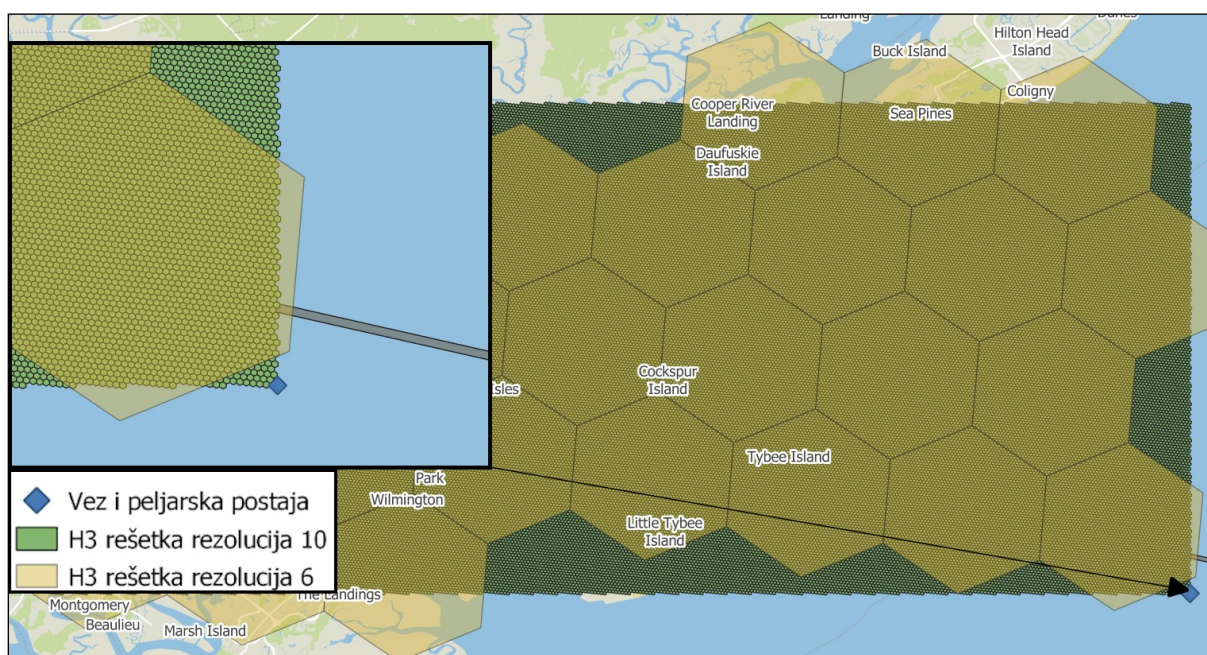 Landing
Dunes
Hilton Head
Island
Buck Island
Coligny
Cooper River
Landing
Sea Pines
Daufuskie
Island
Cockspur
Island
Isles
Tybee Island
Park
Wilmington
Little Tybee
Island
Vez i peljarska postaja
H3 rešetka rezolucija 10
H3 rešetka rezolucija 6
The Landings
Montgomery
Beaulieu
Marsh Island